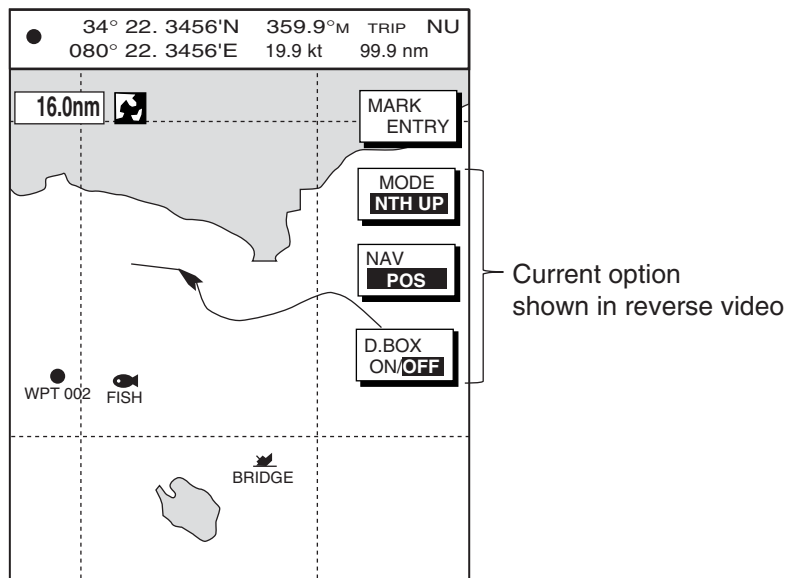 34° 22. 3456'N 359.9°M TRIP NU
080° 22. 3456'E 19.9 kt 99.9 nm
16.0nm
MARK
ENTRY
MODE
NTH UP
NAV
POS
Current option
shown in reverse video
D.BOX
ON/OFF
WPT 002
FISH
BRIDGE